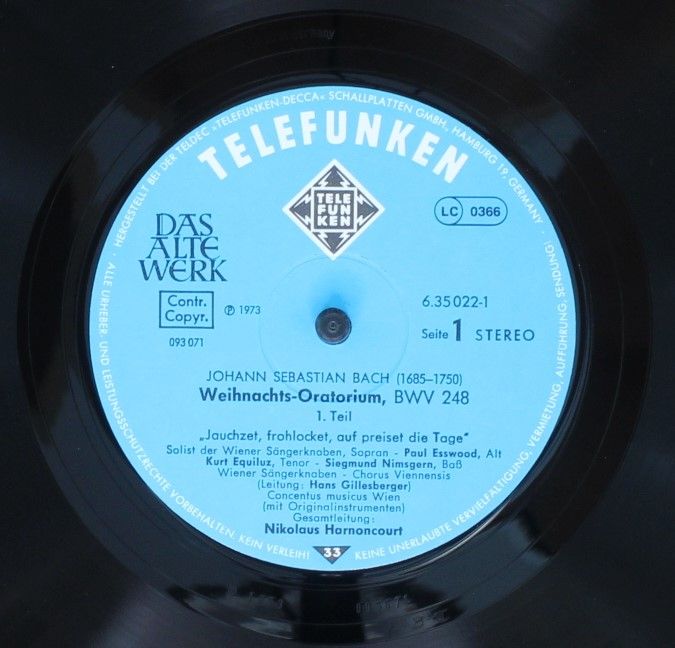 HERGESTELLT BEI DER TELDEC »TELEFUNKEN-DECCA« SCHALLPLATTEN GMBH, HAMBURG 19 · GERMANY ·
TELEFUNKEN
TELE
FUN
KEN
LC 0366
DAS
ALTE
WERK
Contr.
Copyr.
℗ 1973
093 071
6.35 022-1
Seite 1 STEREO
JOHANN SEBASTIAN BACH (1685–1750)
Weihnachts-Oratorium, BWV 248
1. Teil
„Jauchzet, frohlocket, auf preiset die Tage"
Solist der Wiener Sängerknaben, Sopran - Paul Esswood, Alt
Kurt Equiluz, Tenor - Siegmund Nimsgern, Baß
Wiener Sängerknaben - Chorus Viennensis
(Leitung: Hans Gillesberger)
Concentus musicus Wien
(mit Originalinstrumenten)
Gesamtleitung:
Nikolaus Harnoncourt
33
· ALLE URHEBER- UND LEISTUNGSSCHUTZRECHTE VORBEHALTEN. KEIN VERLEIH! KEINE UNERLAUBTE VERVIELFÄLTIGUNG, VERMIETUNG, AUFFÜHRUNG, SENDUNG!